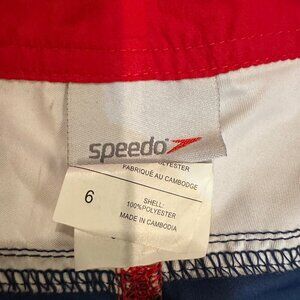 speedo
POLYESTER
FABRIQUÉ AU CAMBODGE
6
SHELL:
100%POLYESTER
MADE IN CAMBODIA